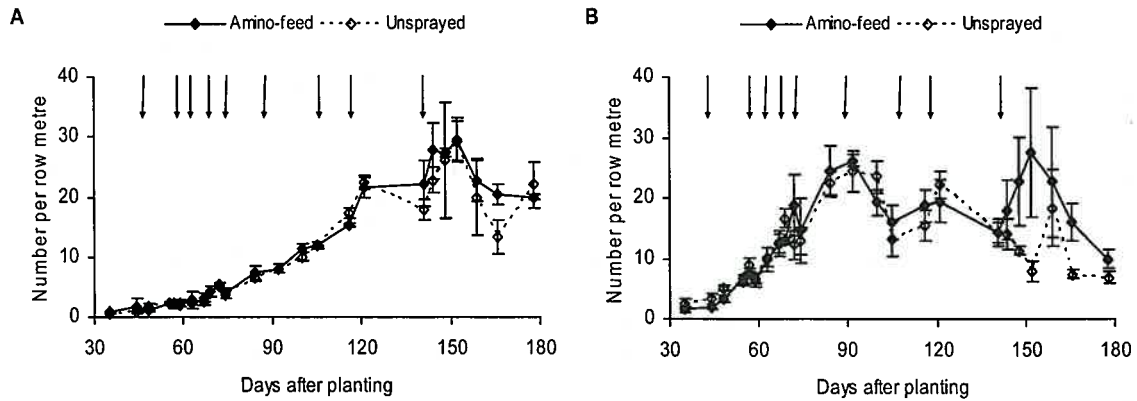 A
Amino-feed Unsprayed
Number per row metre
40
30
20
10
0
30 60 90 120 150 180
Days after planting
B
Amino-feed Unsprayed
Number per row metre
40
30
20
10
0
30 60 90 120 150 180
Days after planting